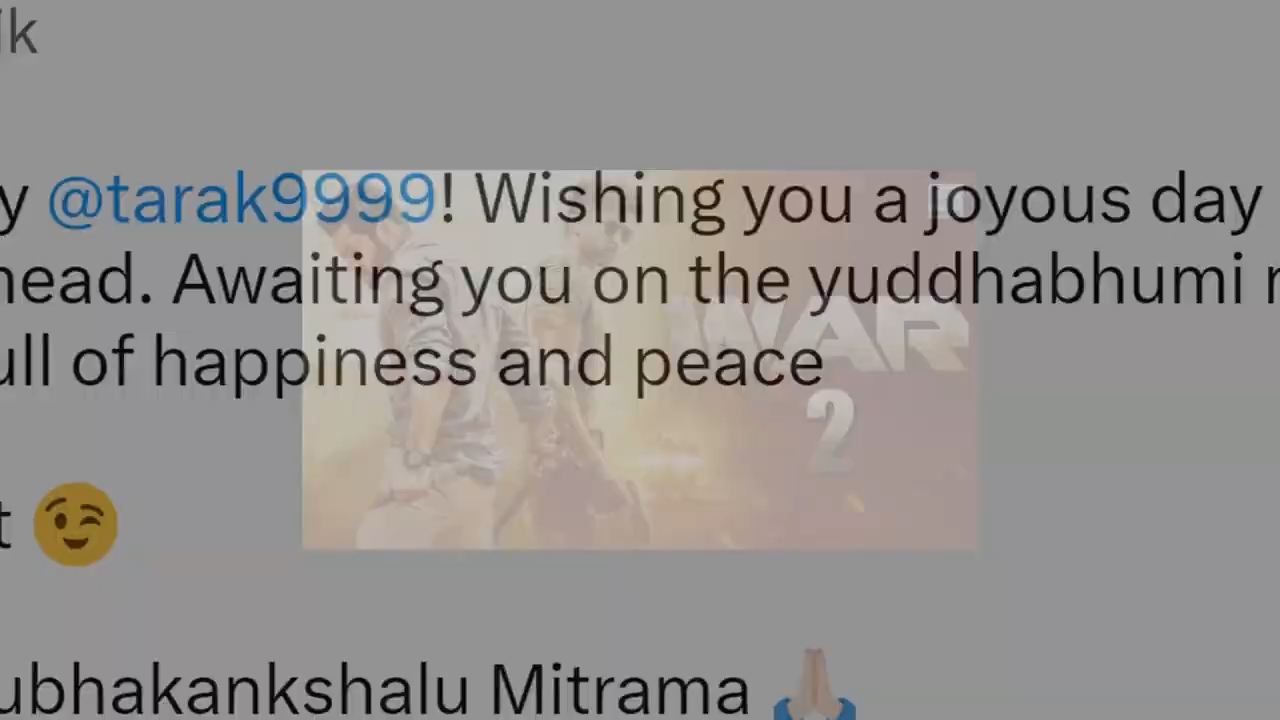 jk
y @tarak9999! Wishing you a joyous day
head. Awaiting you on the yuddhabhumi
ull of happiness and peace
WAR
2
t 😉
ubhakankshalu Mitrama 🙏🏻